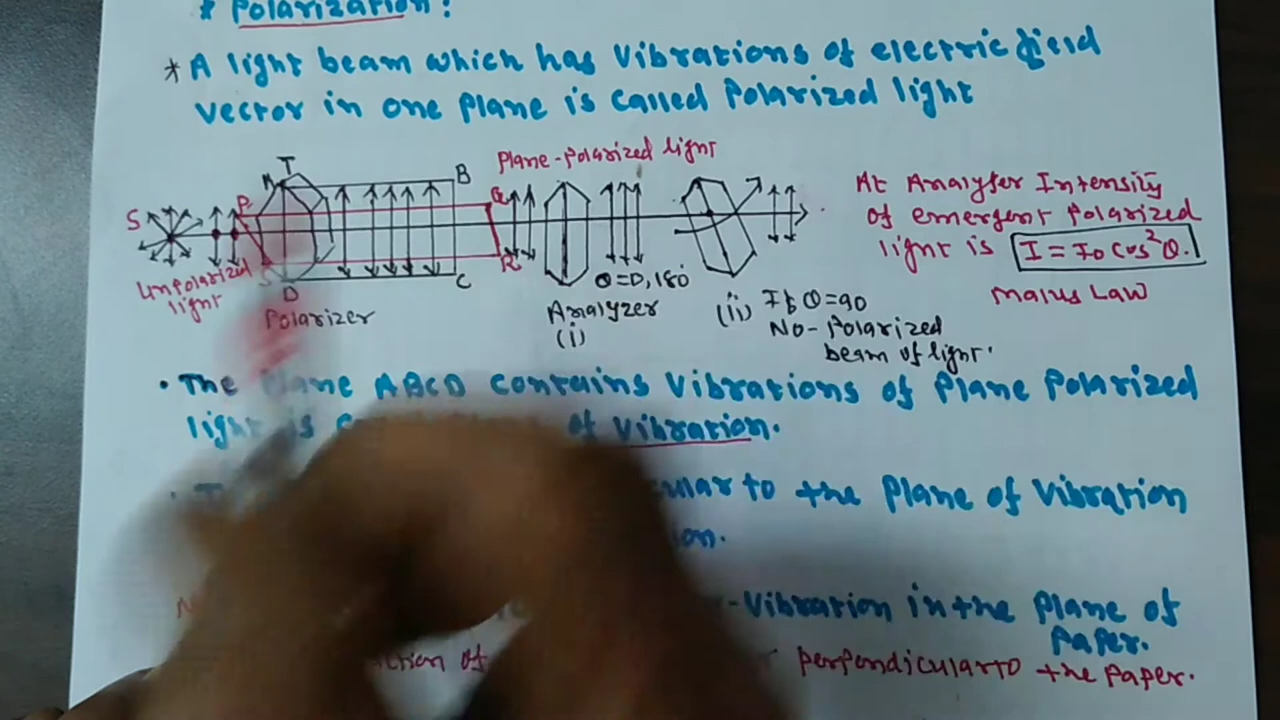 * Polarization:
* A light beam which has vibrations of electric field
vector in one plane is called Polarized light
Plane-Polarized light
T
A
B
S
P
Q
R
S
D
C
Unpolarized
light
Polarizer
θ=0,180
Analyzer
(i)
(ii) If θ=90
No-Polarized
beam of light.
At Analyser Intensity
of emergent Polarized
light is I = I0 cos²θ.
Malus Law
• The Plane ABCD contains vibrations of Plane Polarized
light is of vibration.
to the Plane of vibration
-vibration in the Plane of
Paper.
perpendicular to the Paper.